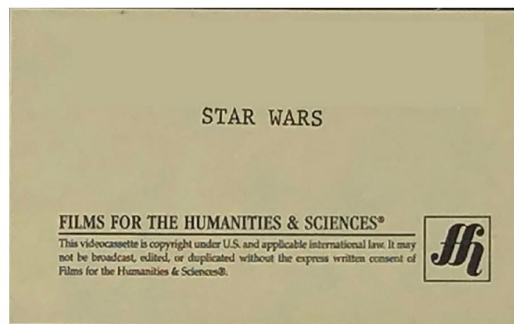 STAR WARS
FILMS FOR THE HUMANITIES & SCIENCES®
This videocassette is copyright under U.S. and applicable international law. It may
not be broadcast, edited, or duplicated without the express written consent of
Films for the Humanities & Sciences®.
ffh